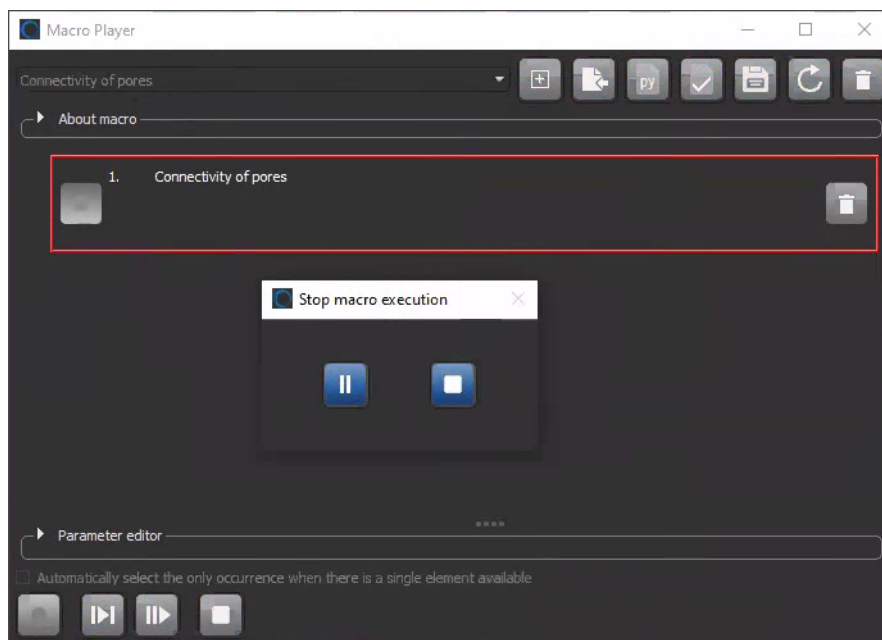 Macro Player
Connectivity of pores
py
About macro
1. Connectivity of pores
Stop macro execution
Parameter editor
Automatically select the only occurrence when there is a single element available